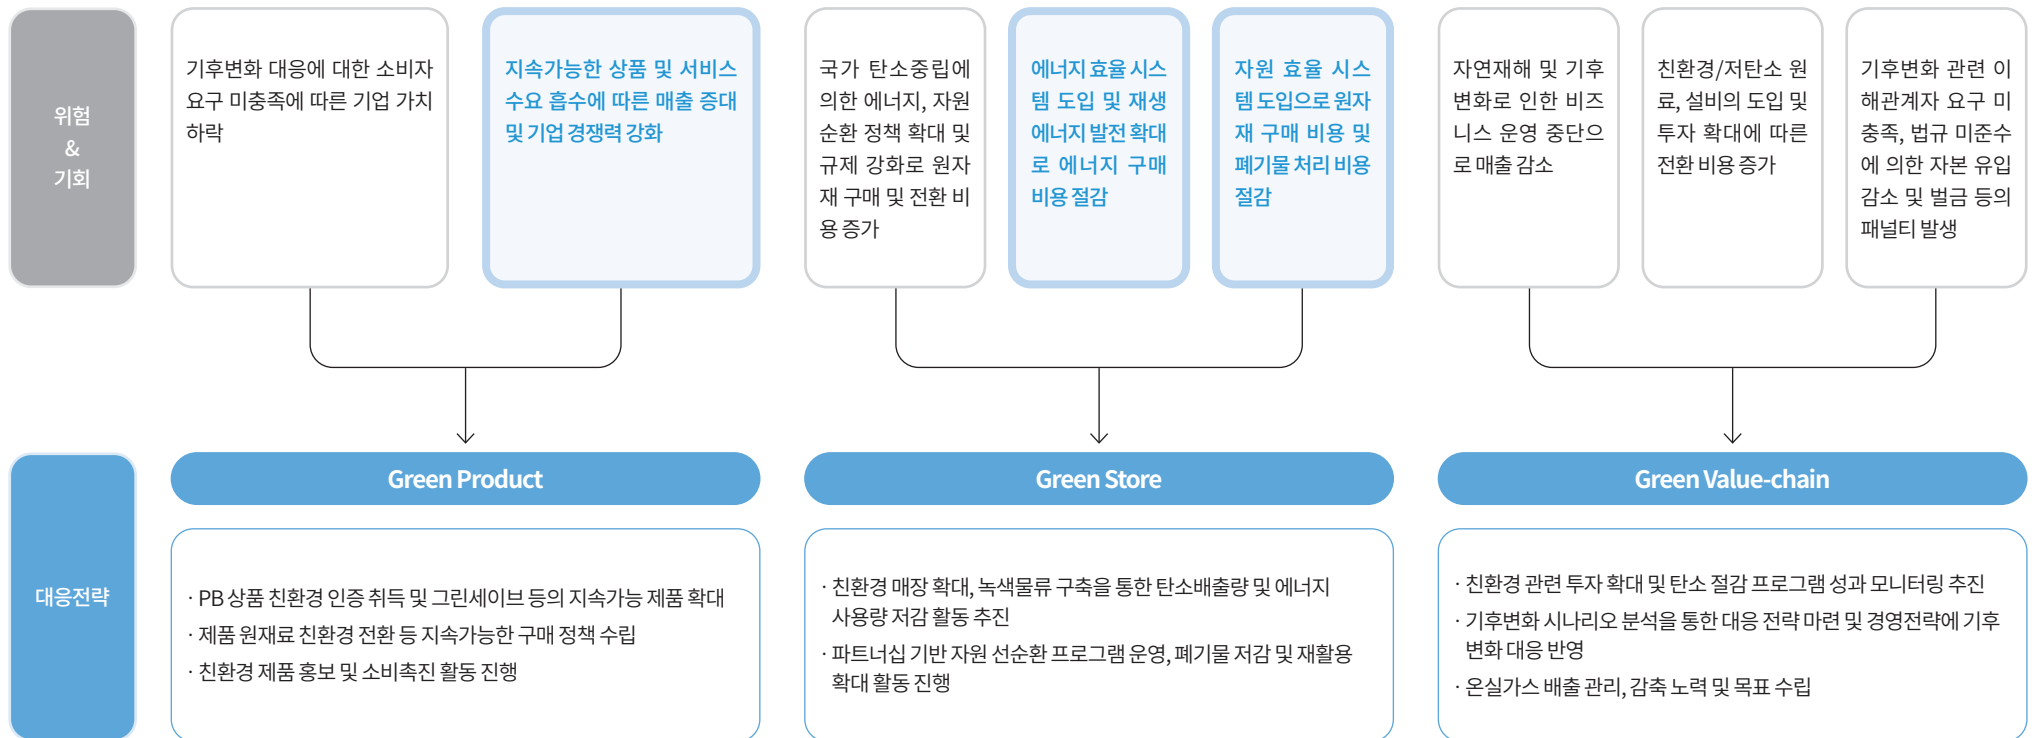 위험
&
기회
기후변화 대응에 대한 소비자
요구 미충족에 따른 기업 가치
하락
지속가능한 상품 및 서비스
수요 흡수에 따른 매출 증대
및 기업 경쟁력 강화
국가 탄소중립에
의한 에너지, 자원
순환 정책 확대 및
규제 강화로 원자
재 구매 및 전환 비
용 증가
에너지 효율 시스
템 도입 및 재생
에너지 발전 확대
로 에너지 구매
비용 절감
자원 효율 시스
템 도입으로 원자
재 구매 비용 및
폐기물 처리 비용
절감
자연재해 및 기후
변화로 인한 비즈
니스 운영 중단으
로 매출 감소
친환경/저탄소 원
료, 설비의 도입 및
투자 확대에 따른
전환 비용 증가
기후변화 관련 이
해관계자 요구 미
충족, 법규 미준수
에 의한 자본 유입
감소 및 벌금 등의
패널티 발생
대응전략
Green Product
· PB 상품 친환경 인증 취득 및 그린세이브 등의 지속가능 제품 확대
· 제품 원재료 친환경 전환 등 지속가능한 구매 정책 수립
· 친환경 제품 홍보 및 소비촉진 활동 진행
Green Store
· 친환경 매장 확대, 녹색물류 구축을 통한 탄소배출량 및 에너지
사용량 저감 활동 추진
· 파트너십 기반 자원 선순환 프로그램 운영, 폐기물 저감 및 재활용
확대 활동 진행
Green Value-chain
· 친환경 관련 투자 확대 및 탄소 절감 프로그램 성과 모니터링 추진
· 기후변화 시나리오 분석을 통한 대응 전략 마련 및 경영전략에 기후
변화 대응 반영
· 온실가스 배출 관리, 감축 노력 및 목표 수립